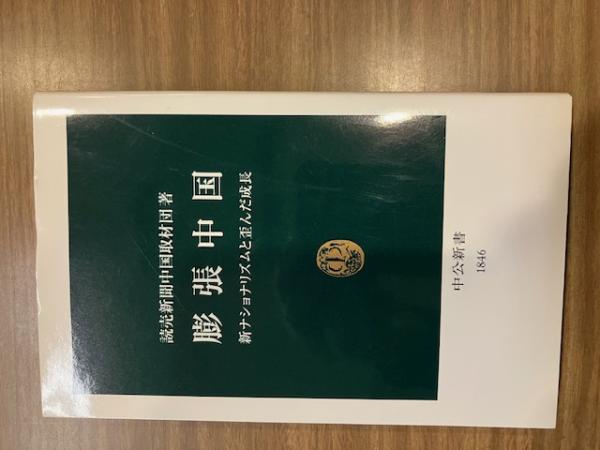 読売新聞中国取材団著
膨張中国
新ナショナリズムと歪んだ成長
中公新書
1846